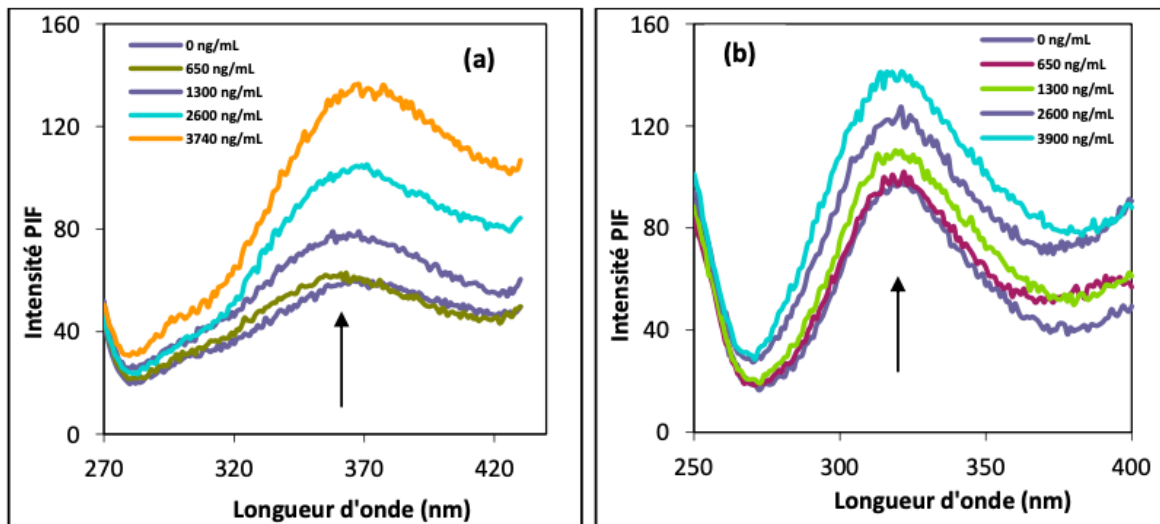 160
120
80
40
0
Intensité PIF
0 ng/mL
650 ng/mL
1300 ng/mL
2600 ng/mL
3740 ng/mL
(a)
270 320 370 420
Longueur d'onde (nm)
160
120
80
40
0
Intensité PIF
(b)
0 ng/mL
650 ng/mL
1300 ng/mL
2600 ng/mL
3900 ng/mL
250 300 350 400
Longueur d'onde (nm)